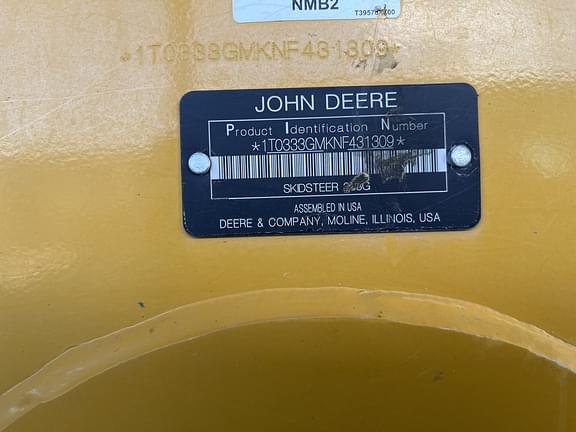 NMB2
*1T0333GMKNF431309*
JOHN DEERE
Product Identification Number
*1T0333GMKNF431309*
SKIDSTEER
ASSEMBLED IN USA
DEERE & COMPANY, MOLINE, ILLINOIS, USA